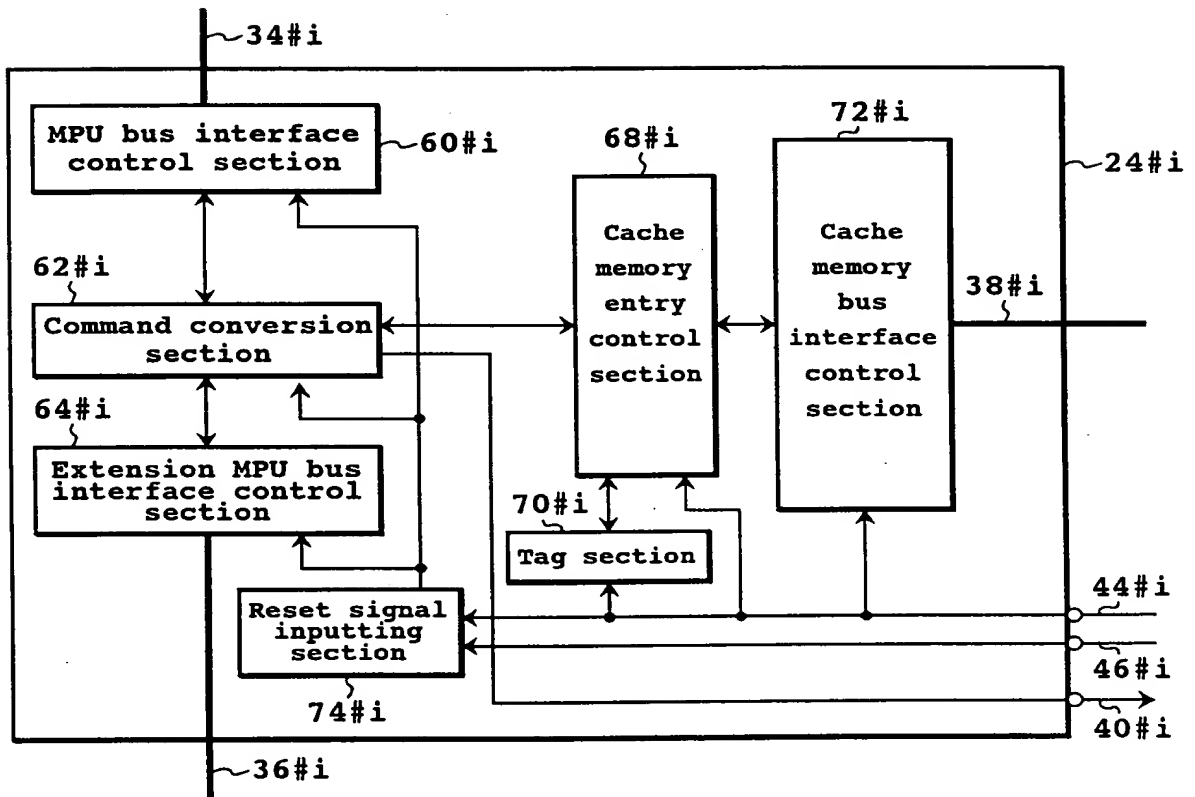 34#i
MPU bus interface
control section
60#i
72#i
68#i
24#i
Cache
memory
entry
control
section
Cache
memory
bus
interface
control
section
62#i
38#i
Command conversion
section
64#i
Extension MPU bus
interface control
section
70#i
Tag section
Reset signal
inputting
section
44#i
46#i
74#i
40#i
36#i